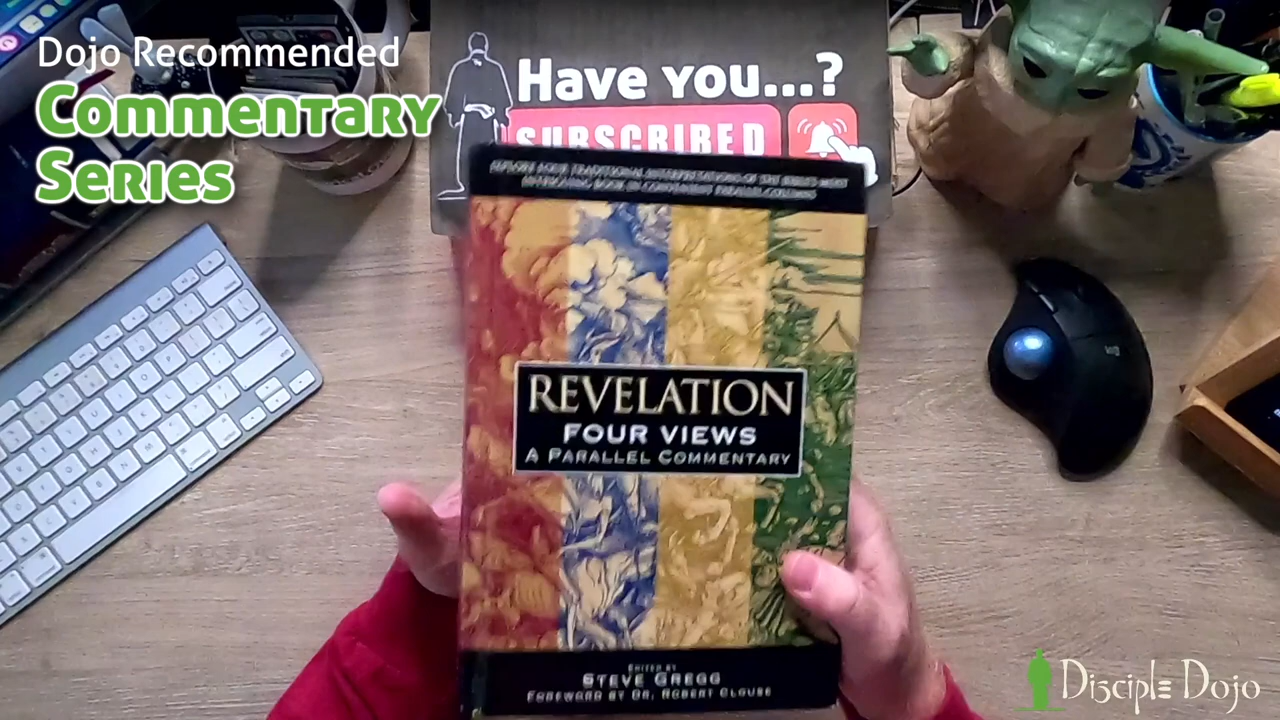 Dojo Recommended
Commentary
Series
Have you...?
SUBSCRIBED
REVELATION
FOUR VIEWS
A PARALLEL COMMENTARY
EDITED BY
STEVE GREGG
FOREWORD BY DR. ROBERT CLOUSE
Disciple Dojo